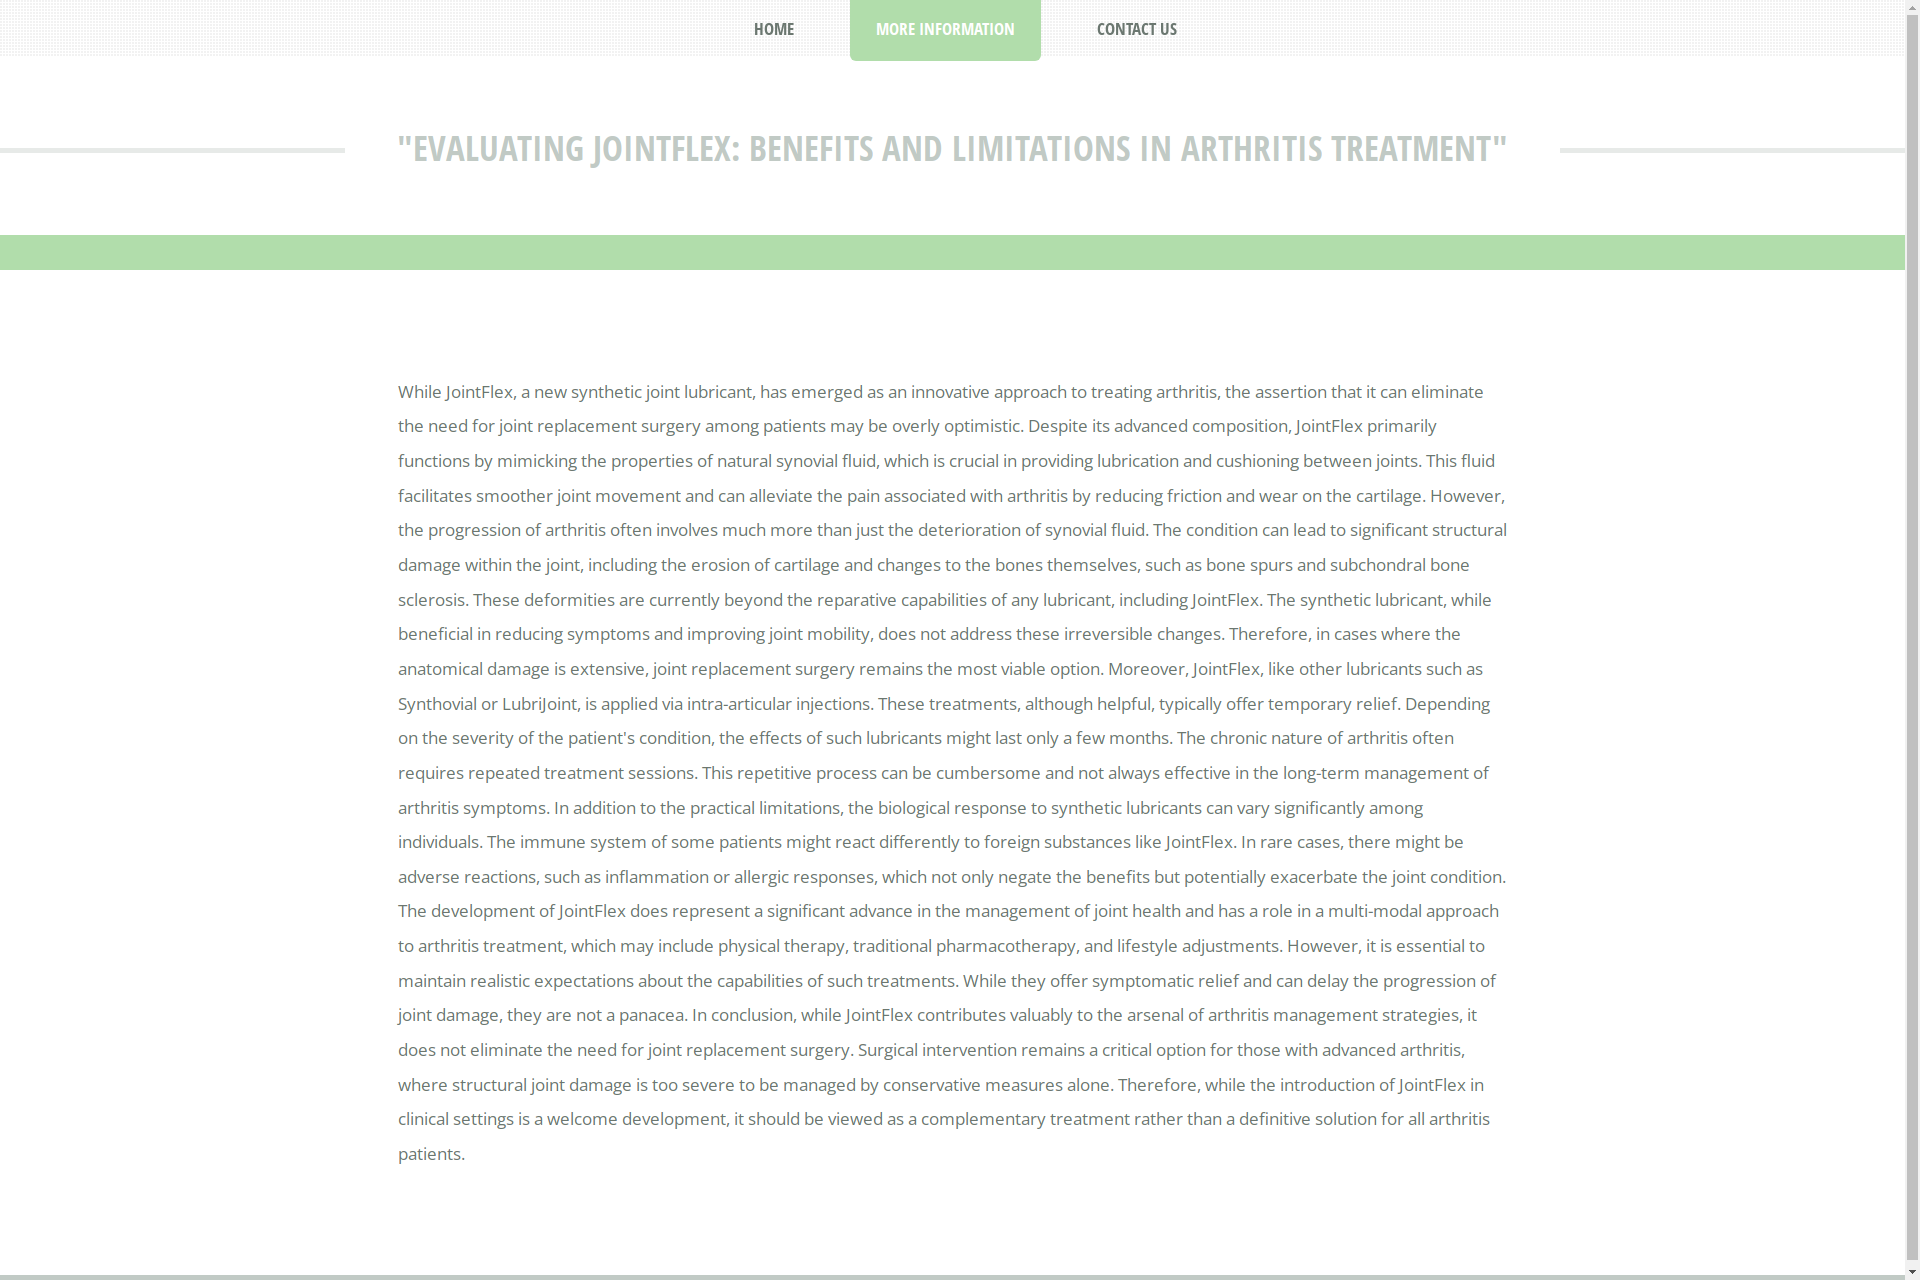 HOME
MORE INFORMATION
CONTACT US
"EVALUATING JOINTFLEX: BENEFITS AND LIMITATIONS IN ARTHRITIS TREATMENT"
While JointFlex, a new synthetic joint lubricant, has emerged as an innovative approach to treating arthritis, the assertion that it can eliminate
the need for joint replacement surgery among patients may be overly optimistic. Despite its advanced composition, JointFlex primarily
functions by mimicking the properties of natural synovial fluid, which is crucial in providing lubrication and cushioning between joints. This fluid
facilitates smoother joint movement and can alleviate the pain associated with arthritis by reducing friction and wear on the cartilage. However,
the progression of arthritis often involves much more than just the deterioration of synovial fluid. The condition can lead to significant structural
damage within the joint, including the erosion of cartilage and changes to the bones themselves, such as bone spurs and subchondral bone
sclerosis. These deformities are currently beyond the reparative capabilities of any lubricant, including JointFlex. The synthetic lubricant, while
beneficial in reducing symptoms and improving joint mobility, does not address these irreversible changes. Therefore, in cases where the
anatomical damage is extensive, joint replacement surgery remains the most viable option. Moreover, JointFlex, like other lubricants such as
Synthovial or LubriJoint, is applied via intra-articular injections. These treatments, although helpful, typically offer temporary relief. Depending
on the severity of the patient's condition, the effects of such lubricants might last only a few months. The chronic nature of arthritis often
requires repeated treatment sessions. This repetitive process can be cumbersome and not always effective in the long-term management of
arthritis symptoms. In addition to the practical limitations, the biological response to synthetic lubricants can vary significantly among
individuals. The immune system of some patients might react differently to foreign substances like JointFlex. In rare cases, there might be
adverse reactions, such as inflammation or allergic responses, which not only negate the benefits but potentially exacerbate the joint condition.
The development of JointFlex does represent a significant advance in the management of joint health and has a role in a multi-modal approach
to arthritis treatment, which may include physical therapy, traditional pharmacotherapy, and lifestyle adjustments. However, it is essential to
maintain realistic expectations about the capabilities of such treatments. While they offer symptomatic relief and can delay the progression of
joint damage, they are not a panacea. In conclusion, while JointFlex contributes valuably to the arsenal of arthritis management strategies, it
does not eliminate the need for joint replacement surgery. Surgical intervention remains a critical option for those with advanced arthritis,
where structural joint damage is too severe to be managed by conservative measures alone. Therefore, while the introduction of JointFlex in
clinical settings is a welcome development, it should be viewed as a complementary treatment rather than a definitive solution for all arthritis
patients.